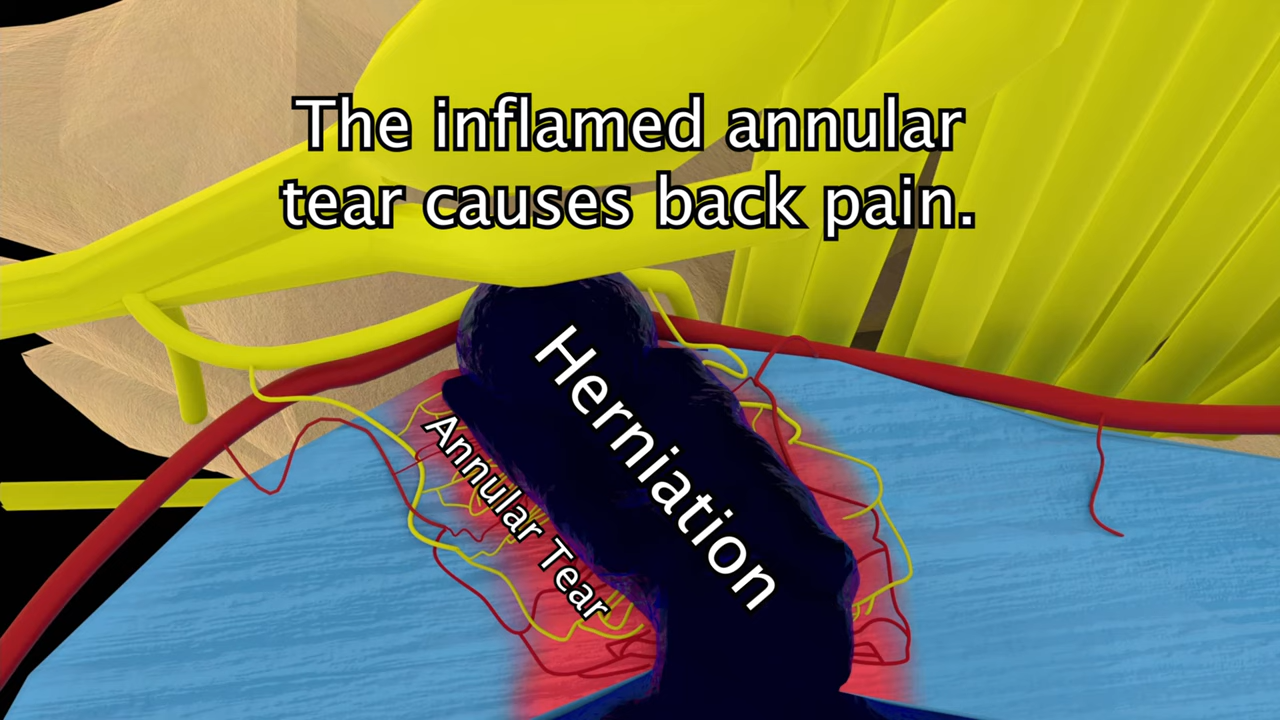 The inflamed annular
tear causes back pain.
Herniation
Annular Tear